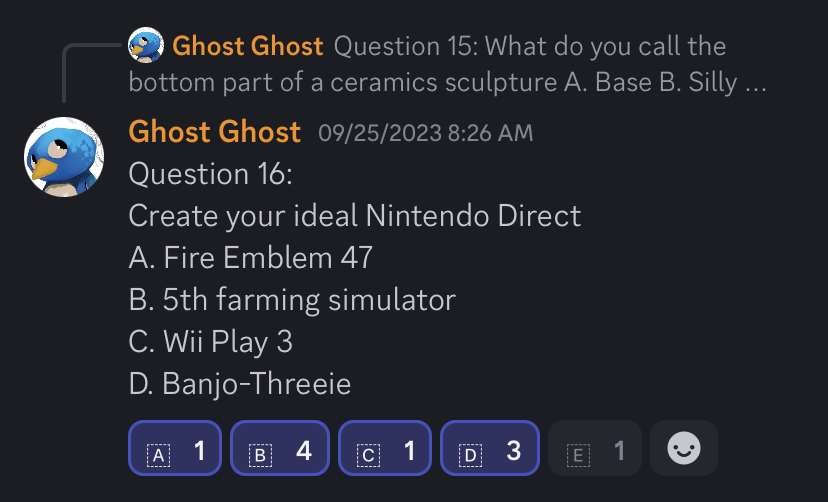 Ghost Ghost Question 15: What do you call the
bottom part of a ceramics sculpture A. Base B. Silly ...
Ghost Ghost 09/25/2023 8:26 AM
Question 16:
Create your ideal Nintendo Direct
A. Fire Emblem 47
B. 5th farming simulator
C. Wii Play 3
D. Banjo-Threeie
A 1 B 4 C 1 D 3 E 1